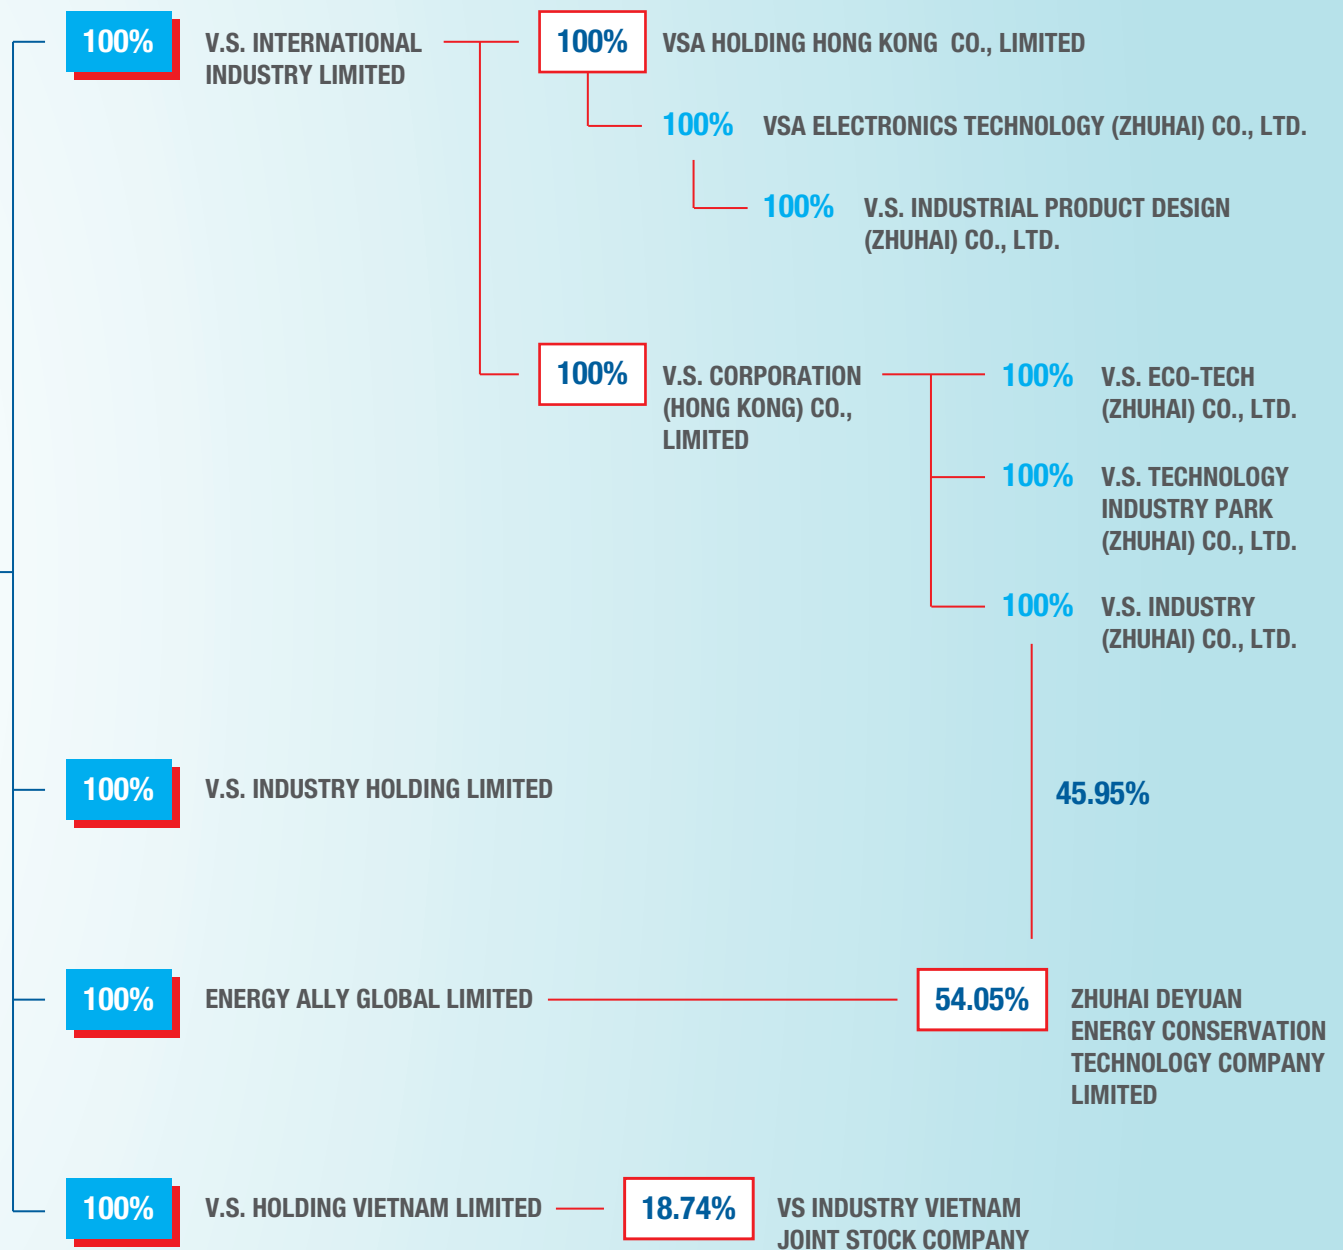 100%
V.S. INTERNATIONAL
INDUSTRY LIMITED
100%
VSA HOLDING HONG KONG CO., LIMITED
100%
VSA ELECTRONICS TECHNOLOGY (ZHUHAI) CO., LTD.
100%
V.S. INDUSTRIAL PRODUCT DESIGN
(ZHUHAI) CO., LTD.
100%
V.S. CORPORATION
(HONG KONG) CO.,
LIMITED
100%
V.S. ECO-TECH
(ZHUHAI) CO., LTD.
100%
V.S. TECHNOLOGY
INDUSTRY PARK
(ZHUHAI) CO., LTD.
100%
V.S. INDUSTRY
(ZHUHAI) CO., LTD.
100%
V.S. INDUSTRY HOLDING LIMITED
45.95%
100%
ENERGY ALLY GLOBAL LIMITED
54.05%
ZHUHAI DEYUAN
ENERGY CONSERVATION
TECHNOLOGY COMPANY
LIMITED
100%
V.S. HOLDING VIETNAM LIMITED
18.74%
VS INDUSTRY VIETNAM
JOINT STOCK COMPANY